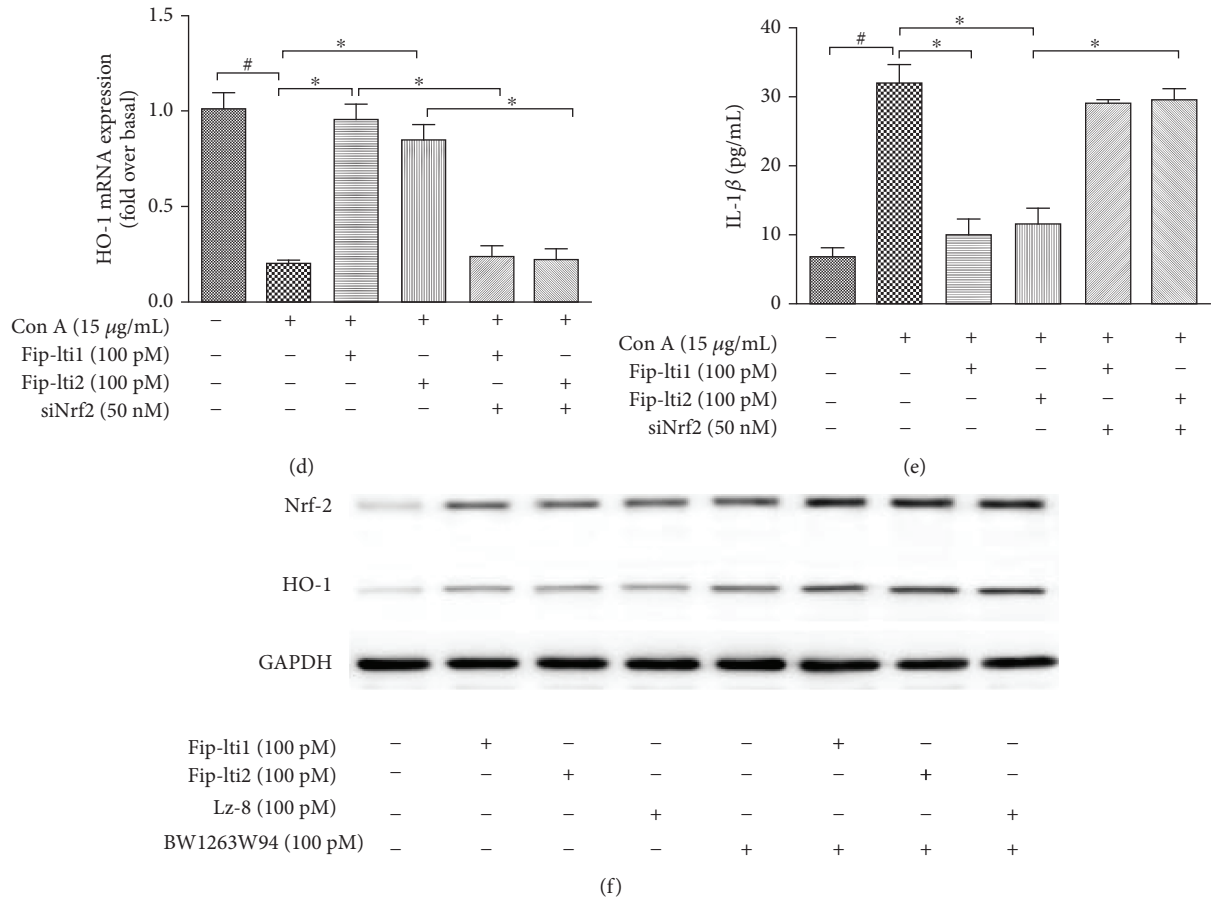 1.5
1.0
0.5
0.0
HO-1 mRNA expression
(fold over basal)
#
*
*
*
*
Con A (15 μg/mL) – + + + + +
Fip-lti1 (100 pM) – – + – + –
Fip-lti2 (100 pM) – – – + – +
siNrf2 (50 nM) – – – – + +
(d)
40
30
20
10
0
IL-1β (pg/mL)
#
*
*
*
Con A (15 μg/mL) – + + + + +
Fip-lti1 (100 pM) – – + – + –
Fip-lti2 (100 pM) – – – + – +
siNrf2 (50 nM) – – – – + +
(e)
Nrf-2
HO-1
GAPDH
Fip-lti1 (100 pM) – + – – – + – –
Fip-lti2 (100 pM) – – + – – – + –
Lz-8 (100 pM) – – – + – – – +
BW1263W94 (100 pM) – – – – + + + +
(f)